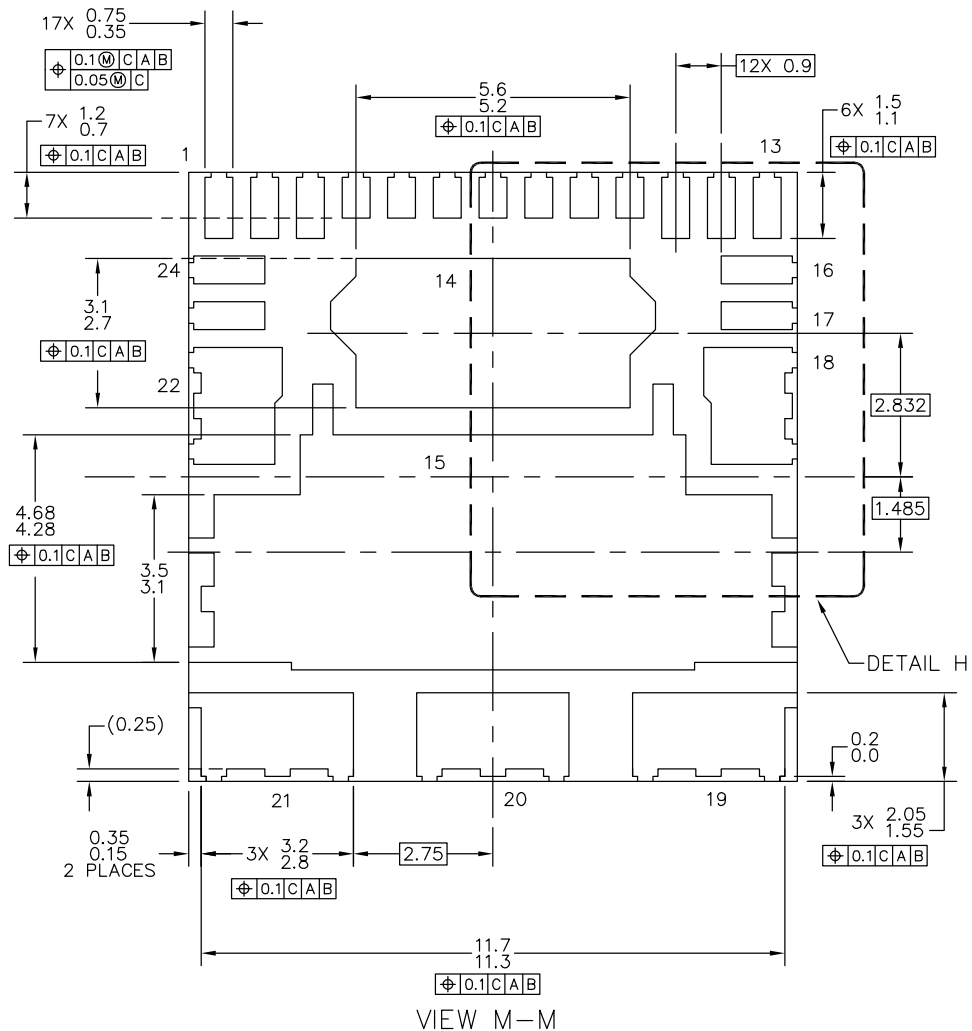 17X 0.75
0.35
⌖ 0.1Ⓜ C A B
0.05Ⓜ C
7X 1.2
0.7
⌖ 0.1 C A B
5.6
5.2
⌖ 0.1 C A B
12X 0.9
6X 1.5
1.1
⌖ 0.1 C A B
1
13
24
14
16
3.1
2.7
⌖ 0.1 C A B
17
18
22
2.832
15
4.68
4.28
⌖ 0.1 C A B
1.485
3.5
3.1
DETAIL H
(0.25)
0.2
0.0
21
20
19
0.35
0.15
2 PLACES
3X 3.2
2.8
⌖ 0.1 C A B
2.75
3X 2.05
1.55
⌖ 0.1 C A B
11.7
11.3
⌖ 0.1 C A B
VIEW M–M